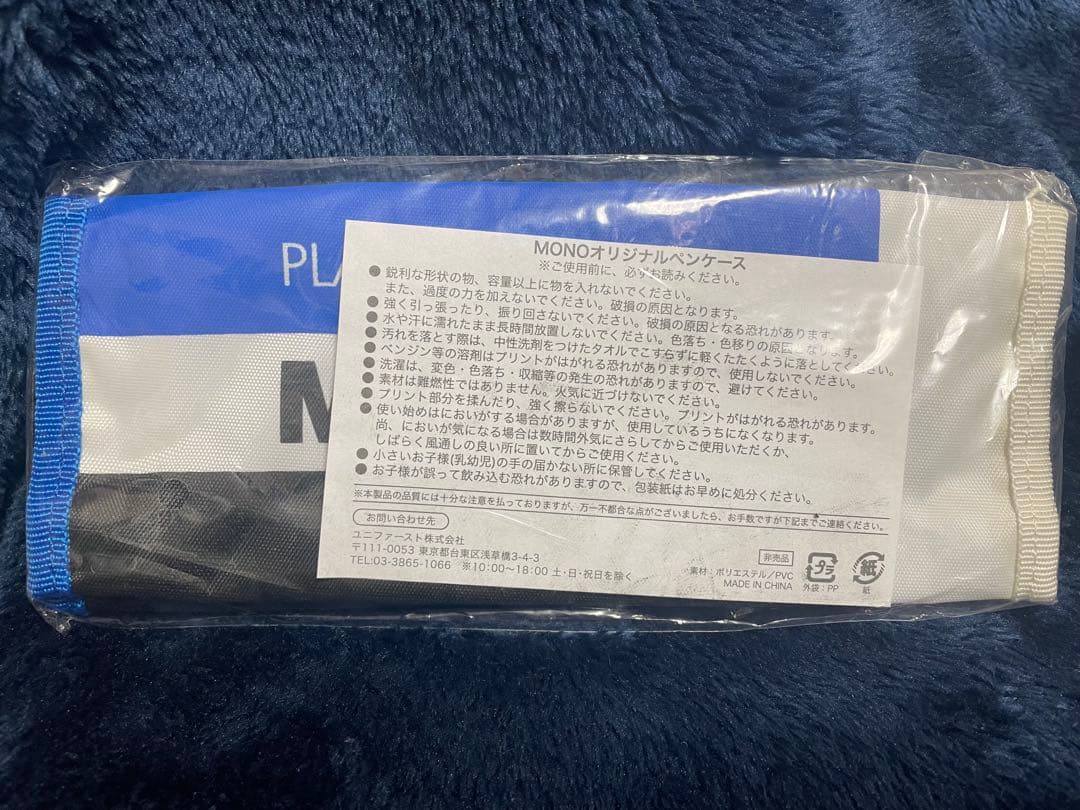 PLA
M
MONOオリジナルペンケース
※ご使用前に、必ずお読みください。
● 鋭利な形状の物、容量以上に物を入れないでください。
また、過度の力を加えないでください。破損の原因となります。
● 強く引っ張ったり、振り回さないでください。破損の原因となる恐れがあります。
● 水や汗に濡れたまま長時間放置しないでください。色落ち・色移りの原因となります。
● 汚れを落とす際は、中性洗剤をつけたタオルでこすらずに軽くたたくように落としてください。
● ベンジン等の溶剤はプリントがはがれる恐れがありますので、使用しないでください。
● 洗濯は、変色・色落ち・収縮等の発生の恐れがありますので、避けてください。
● 素材は難燃性ではありません。火気に近づけないでください。
● プリント部分を揉んだり、強く擦らないでください。プリントがはがれる恐れがあります。
● 使い始めはにおいがする場合がありますが、使用しているうちになくなります。
尚、においが気になる場合は数時間外気にさらしてからご使用いただくか、
しばらく風通しの良い所に置いてからご使用ください。
● 小さいお子様(乳幼児)の手の届かない所に保管してください。
● お子様が誤って飲み込む恐れがありますので、包装紙はお早めに処分ください。
※本製品の品質には十分な注意を払っておりますが、万一不都合な点がございましたら、お手数ですが下記までご連絡ください。
お問い合わせ先
ユニファースト株式会社
〒111-0053 東京都台東区浅草橋3-4-3
TEL:03-3865-1066 ※10:00〜18:00 土・日・祝日を除く
非売品
素材：ポリエステル/PVC
MADE IN CHINA
プラ
外袋：PP
紙
紙